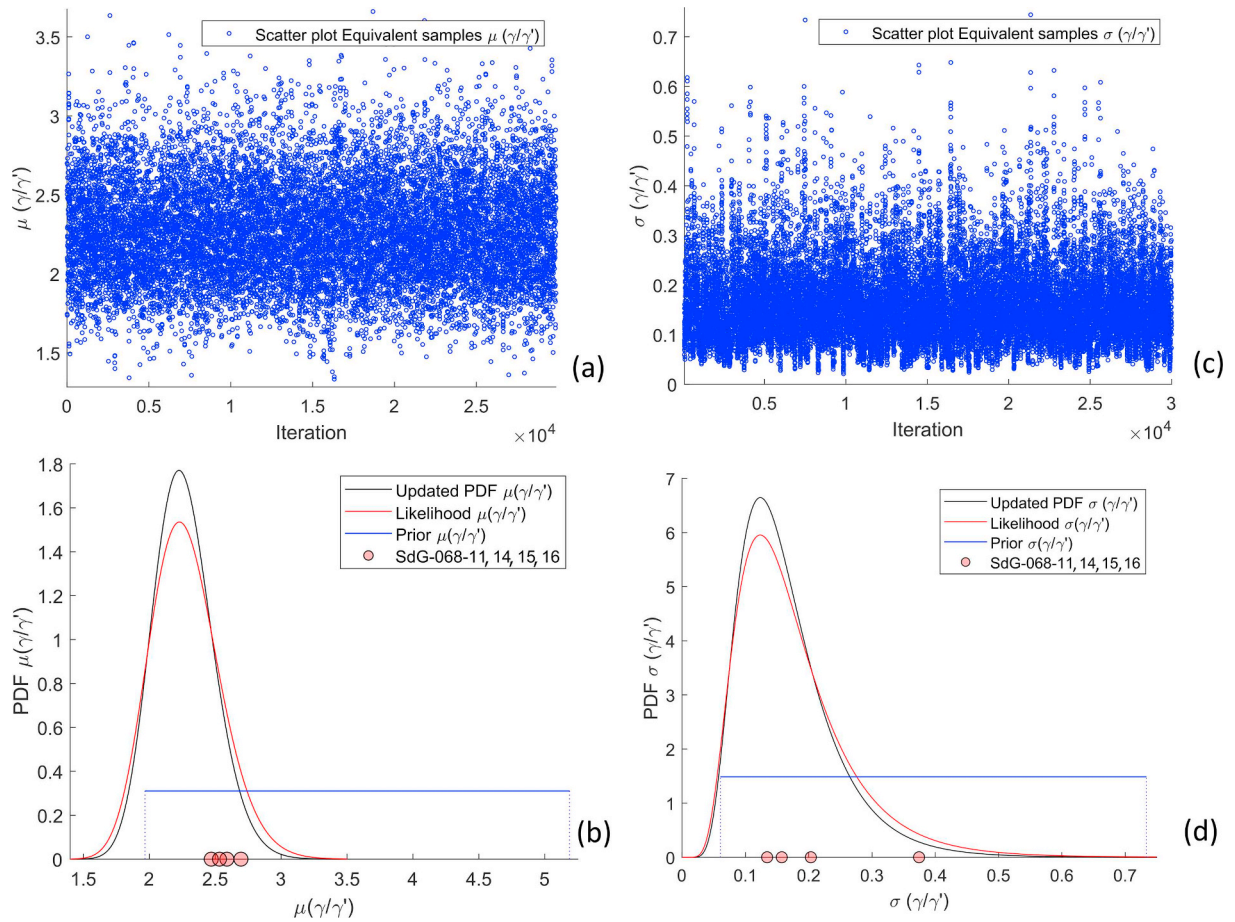 Scatter plot Equivalent samples μ (γ/γ')
μ (γ/γ')
3.5
3
2.5
2
1.5
0
0.5
1
1.5
2
2.5
Iteration
×10⁴
(a)
Scatter plot Equivalent samples σ (γ/γ')
σ (γ/γ')
0.7
0.6
0.5
0.4
0.3
0.2
0.1
0
0.5
1
1.5
2
2.5
3
Iteration
×10⁴
(c)
Updated PDF μ(γ/γ')
Likelihood μ(γ/γ')
Prior μ(γ/γ')
SdG-068-11, 14, 15, 16
PDF μ(γ/γ')
1.8
1.6
1.4
1.2
1
0.8
0.6
0.4
0.2
0
1.5
2
2.5
3
3.5
4
4.5
5
μ(γ/γ')
(b)
Updated PDF σ (γ/γ')
Likelihood σ(γ/γ')
Prior σ(γ/γ')
SdG-068-11, 14, 15, 16
PDF σ (γ/γ')
7
6
5
4
3
2
1
0
0
0.1
0.2
0.3
0.4
0.5
0.6
0.7
σ (γ/γ')
(d)